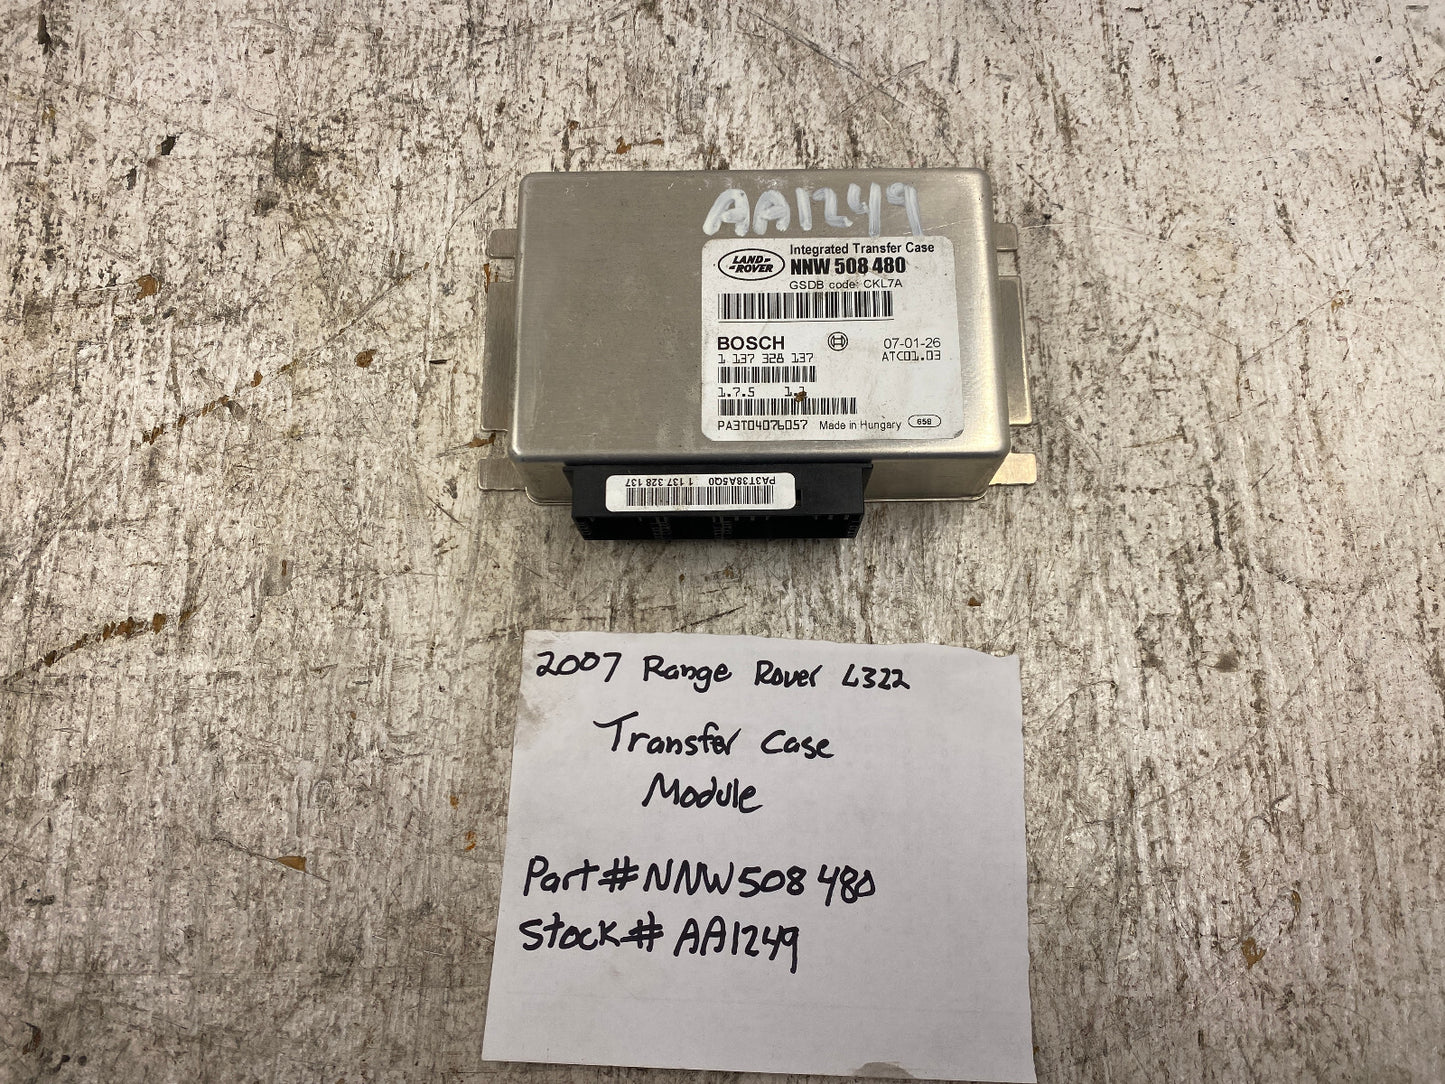 AA1249
LAND-
-ROVER
Integrated Transfer Case
NNW 508 480
GSDB code: CKL7A
BOSCH
07-01-26
1 137 328 137
ATC01.03
1.7.5
PA3T04076057 Made in Hungary 658
PA3T38A5Q0 1 137 328 137
2007 Range Rover L322
Transfer Case
Module
Part# NNW508 480
Stock# AA1249